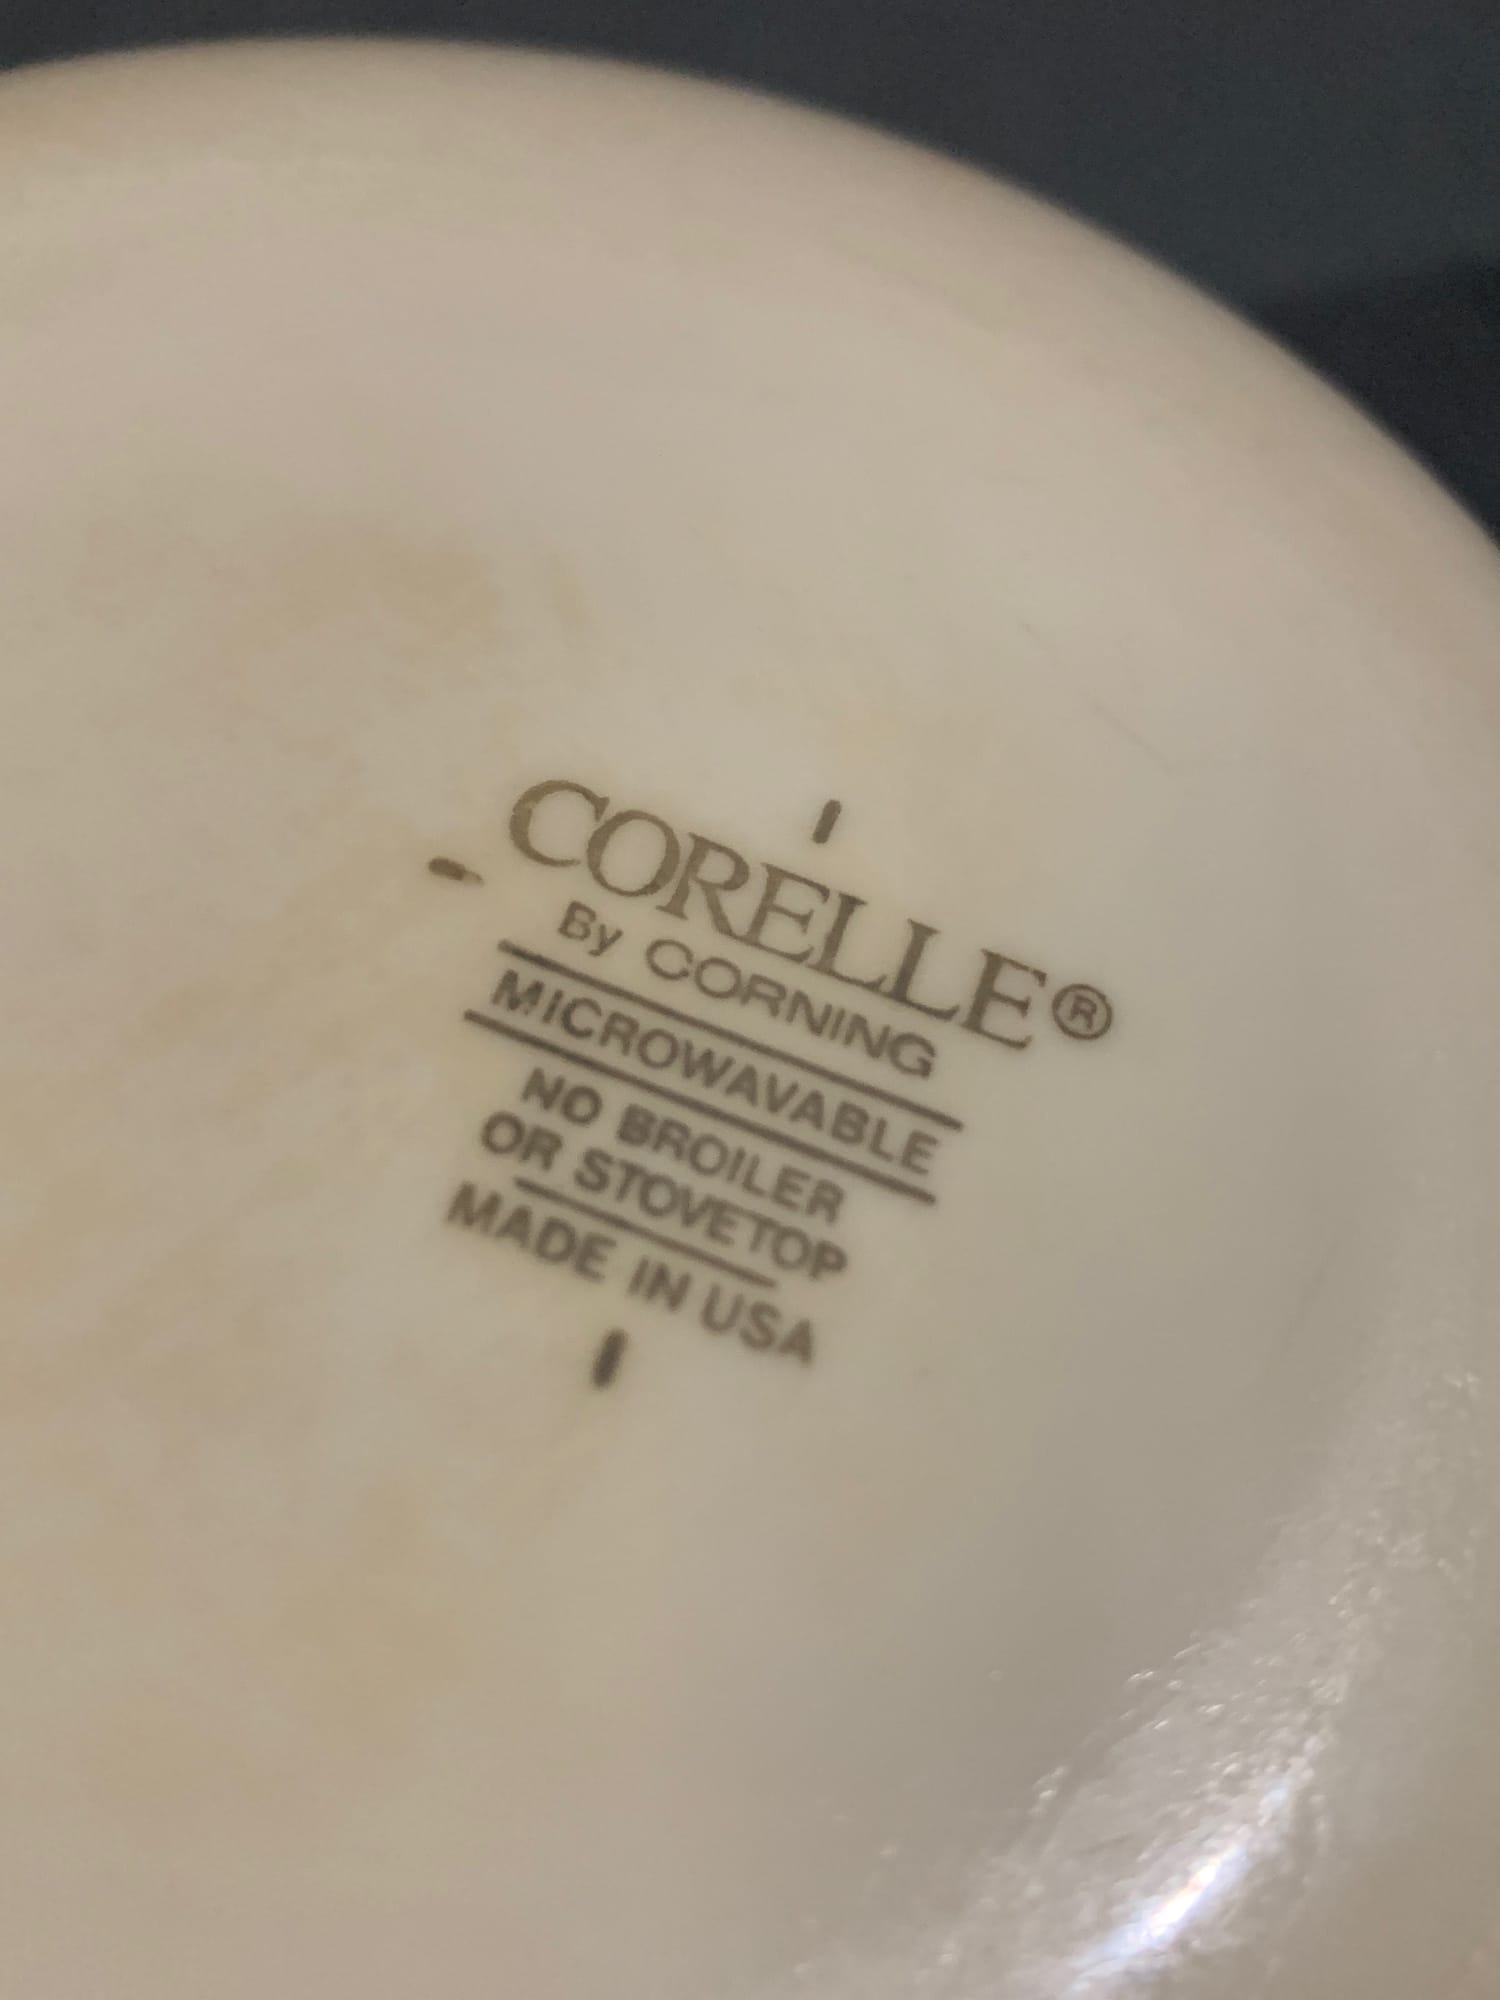 CORELLE®
By CORNING
MICROWAVABLE
NO BROILER
OR STOVETOP
MADE IN USA